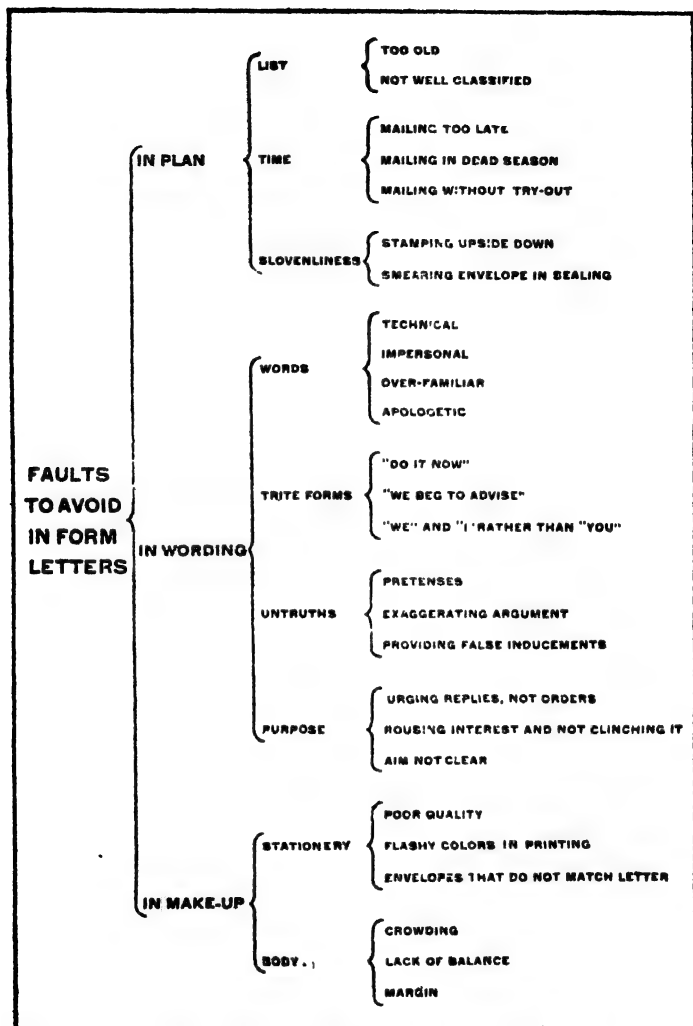 FAULTS
TO AVOID
IN FORM
LETTERS
IN PLAN
LIST
TOO OLD
NOT WELL CLASSIFIED
TIME
MAILING TOO LATE
MAILING IN DEAD SEASON
MAILING WITHOUT TRY-OUT
SLOVENLINESS
STAMPING UPSIDE DOWN
SMEARING ENVELOPE IN SEALING
IN WORDING
WORDS
TECHNICAL
IMPERSONAL
OVER-FAMILIAR
APOLOGETIC
TRITE FORMS
"DO IT NOW"
"WE BEG TO ADVISE"
"WE" AND "I" RATHER THAN "YOU"
UNTRUTHS
PRETENSES
EXAGGERATING ARGUMENT
PROVIDING FALSE INDUCEMENTS
PURPOSE
URGING REPLIES, NOT ORDERS
ROUSING INTEREST AND NOT CLINCHING IT
AIM NOT CLEAR
IN MAKE-UP
STATIONERY
POOR QUALITY
FLASHY COLORS IN PRINTING
ENVELOPES THAT DO NOT MATCH LETTER
BODY
CROWDING
LACK OF BALANCE
MARGIN